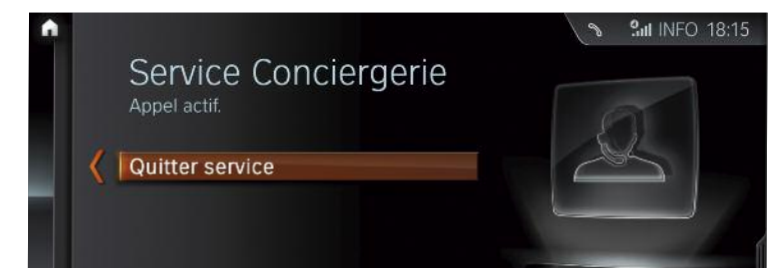 INFO 18:15
Service Conciergerie
Appel actif.
Quitter service